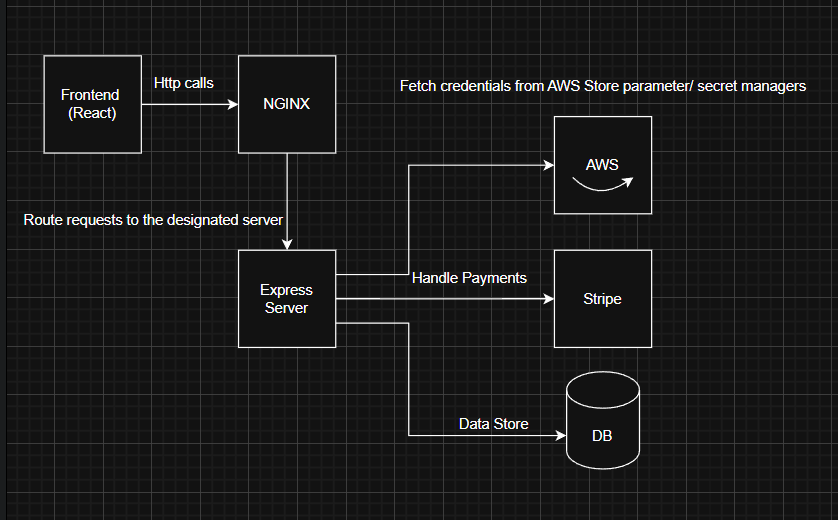 Http calls
Frontend
(React)
NGINX
Fetch credentials from AWS Store parameter/ secret managers
AWS
Route requests to the designated server
Express
Server
Handle Payments
Stripe
Data Store
DB